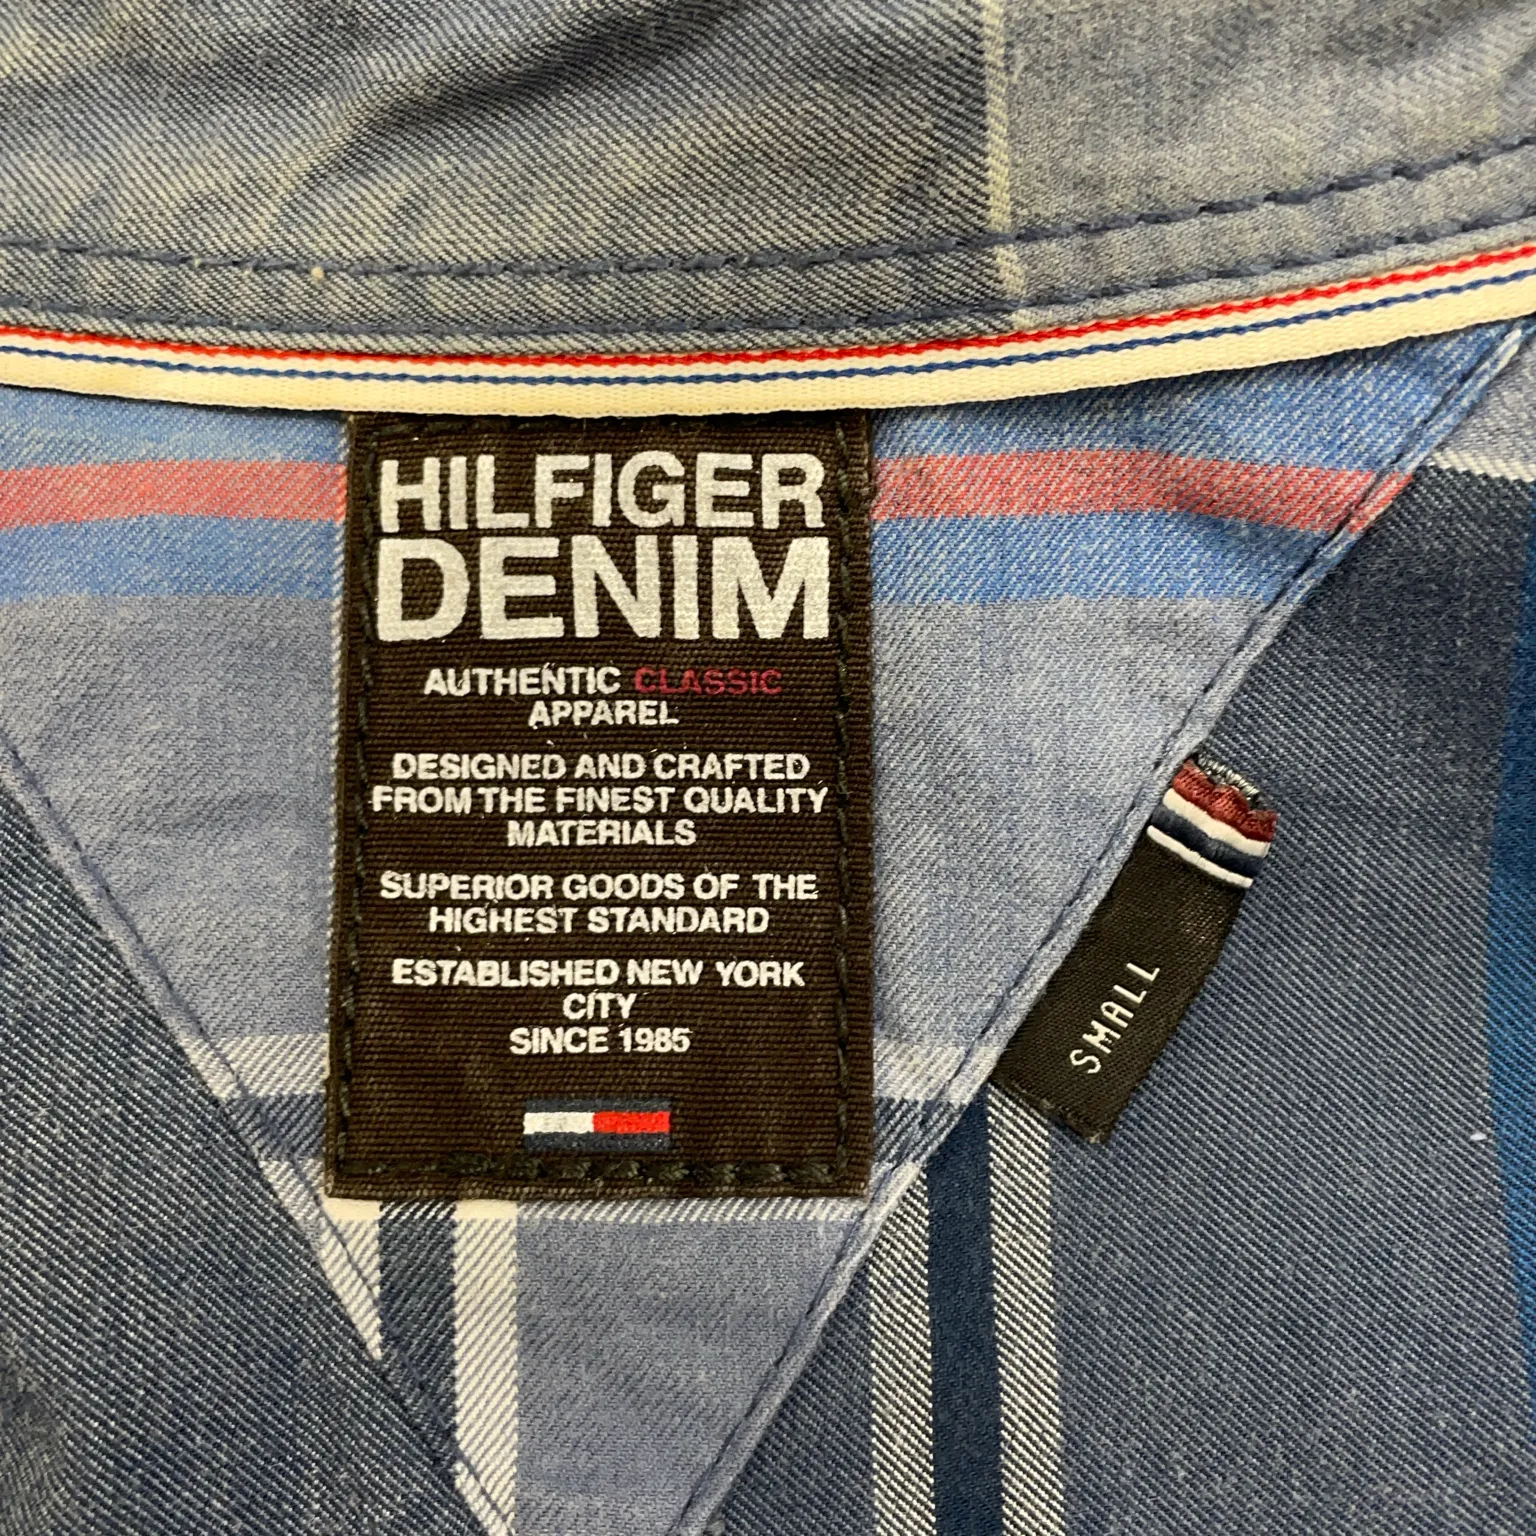 HILFIGER
DENIM
AUTHENTIC CLASSIC
APPAREL
DESIGNED AND CRAFTED
FROM THE FINEST QUALITY
MATERIALS
SUPERIOR GOODS OF THE
HIGHEST STANDARD
ESTABLISHED NEW YORK
CITY
SINCE 1985
SMALL